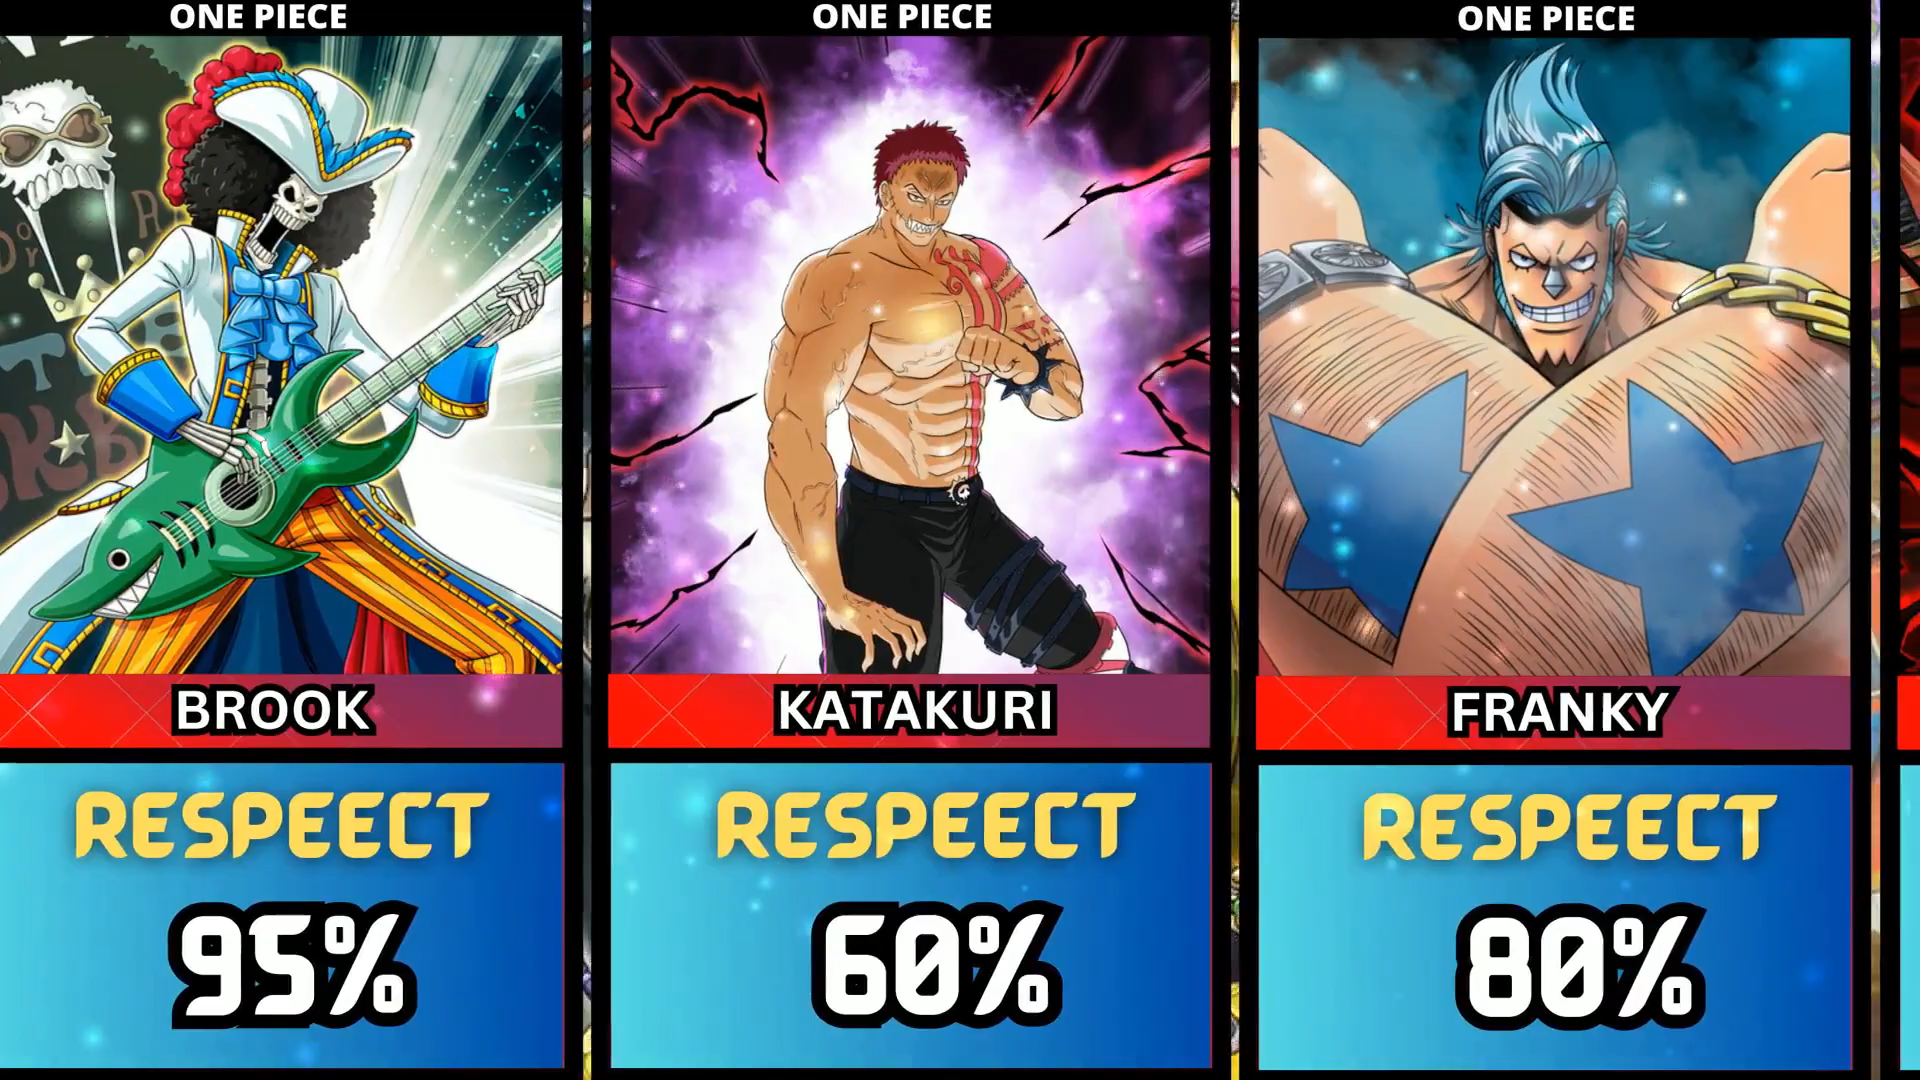 ONE PIECE
BROOK
RESPEECT
95%
ONE PIECE
KATAKURI
RESPEECT
60%
ONE PIECE
FRANKY
RESPEECT
80%